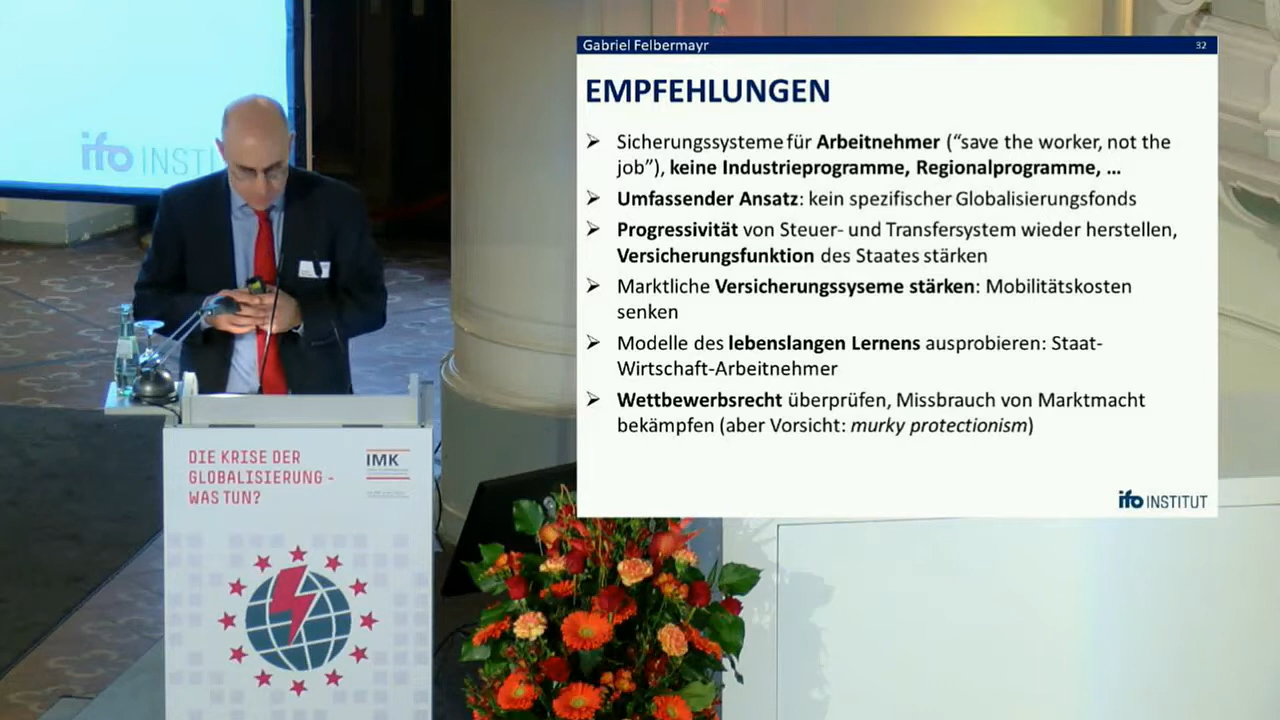 ifo INSTIT
Gabriel Felbermayr
32
EMPFEHLUNGEN
Sicherungssysteme für Arbeitnehmer (“save the worker, not the
job”), keine Industrieprogramme, Regionalprogramme, ...
Umfassender Ansatz: kein spezifischer Globalisierungsfonds
Progressivität von Steuer- und Transfersystem wieder herstellen,
Versicherungsfunktion des Staates stärken
Marktliche Versicherungssyseme stärken: Mobilitätskosten
senken
Modelle des lebenslangen Lernens ausprobieren: Staat-
Wirtschaft-Arbeitnehmer
Wettbewerbsrecht überprüfen, Missbrauch von Marktmacht
bekämpfen (aber Vorsicht: murky protectionism)
ifo INSTITUT
DIE KRISE DER
GLOBALISIERUNG -
WAS TUN?
IMK